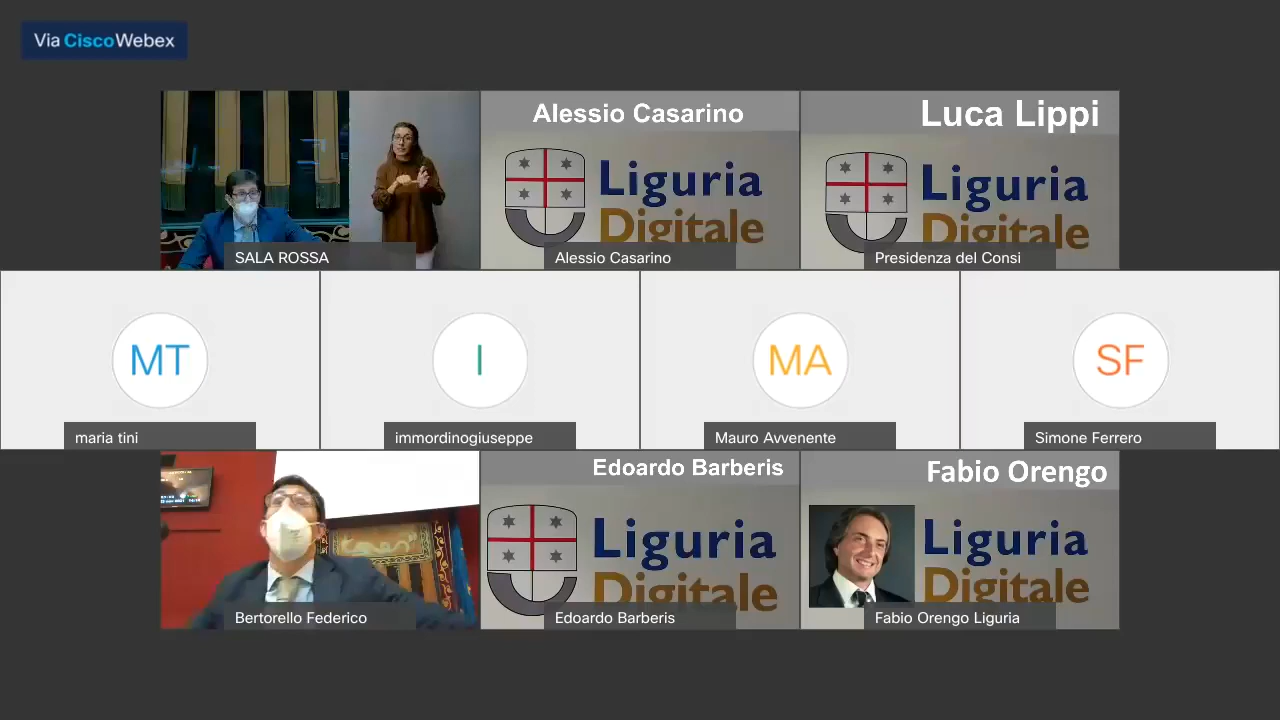 Via Cisco Webex
SALA ROSSA
Alessio Casarino
Liguria
Digitale
Alessio Casarino
Luca Lippi
Liguria
Digitale
Presidenza del Consi
MT
maria tini
I
immordinogiuseppe
MA
Mauro Avvenente
SF
Simone Ferrero
Bertorello Federico
Edoardo Barberis
Liguria
Digitale
Edoardo Barberis
Fabio Orengo
Liguria
Digitale
Fabio Orengo Liguria